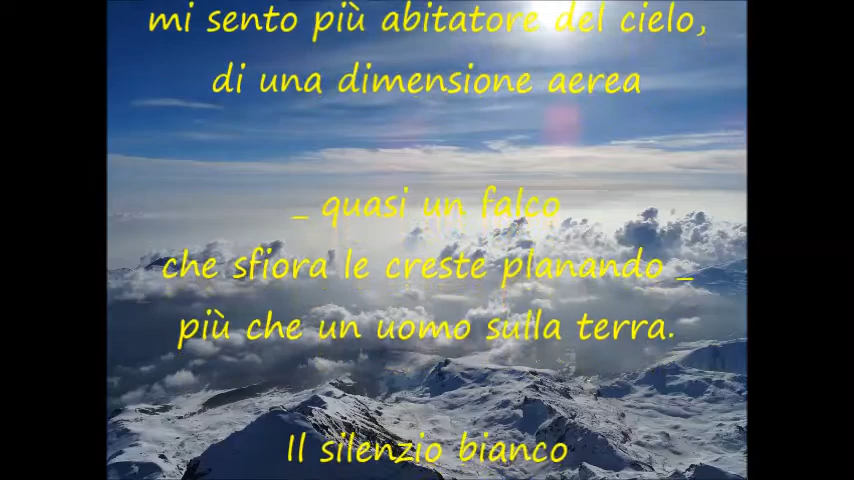 mi sento più abitatore del cielo,
di una dimensione aerea
_ quasi un falco
che sfiora le creste planando _
più che un uomo sulla terra.
Il silenzio bianco